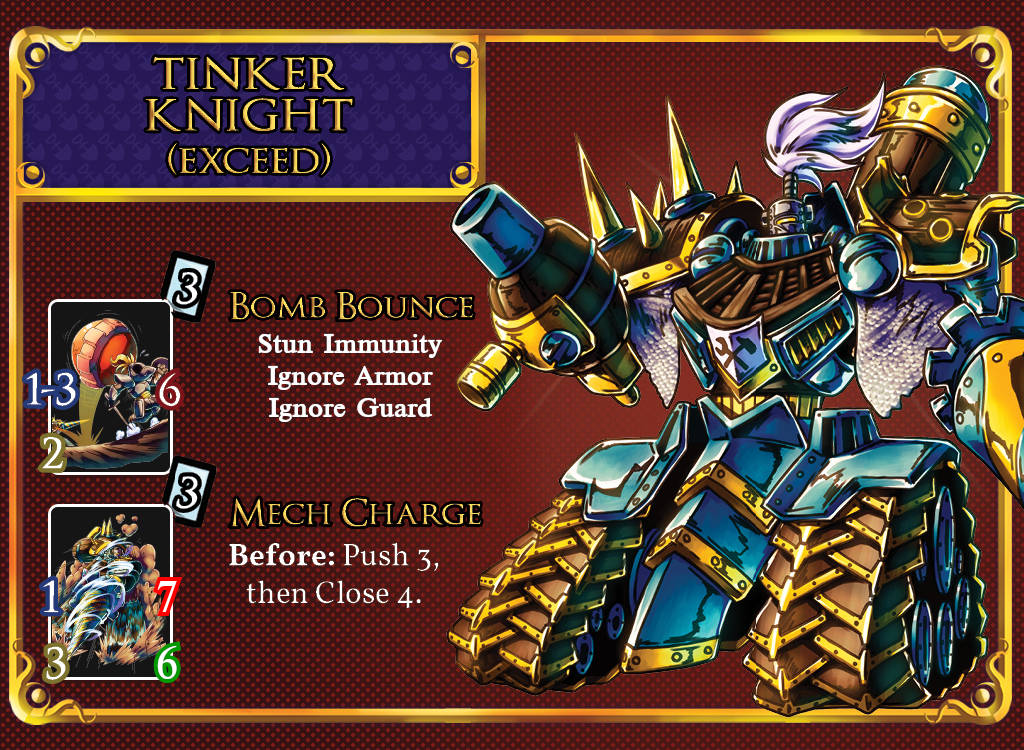 TINKER
KNIGHT
(EXCEED)
3
BOMB BOUNCE
Stun Immunity
Ignore Armor
Ignore Guard
1-3
6
2
3
MECH CHARGE
Before: Push 3,
then Close 4.
1
7
3
6